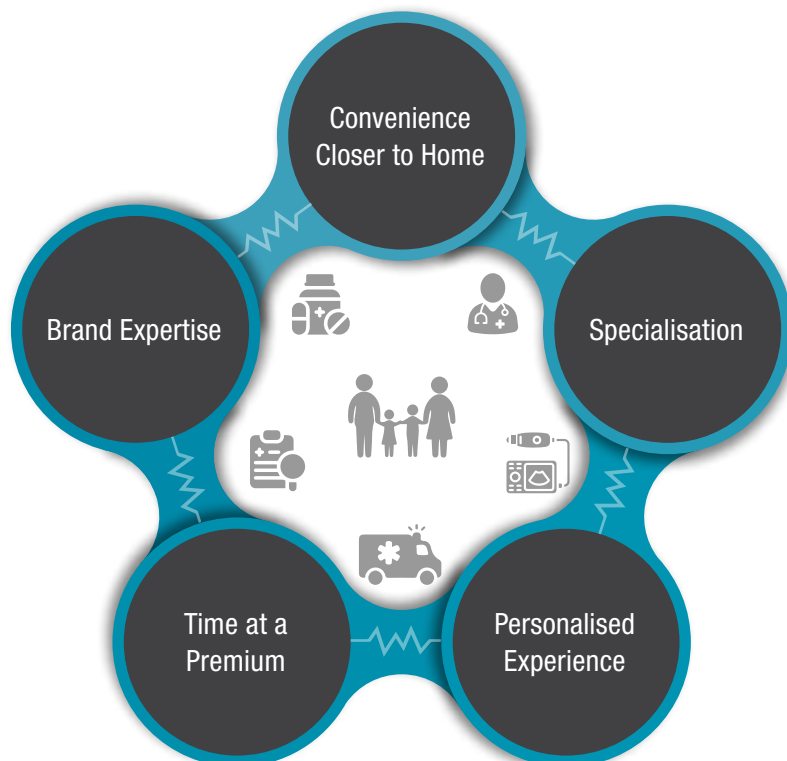 Convenience
Closer to Home
Brand Expertise
Specialisation
Time at a
Premium
Personalised
Experience